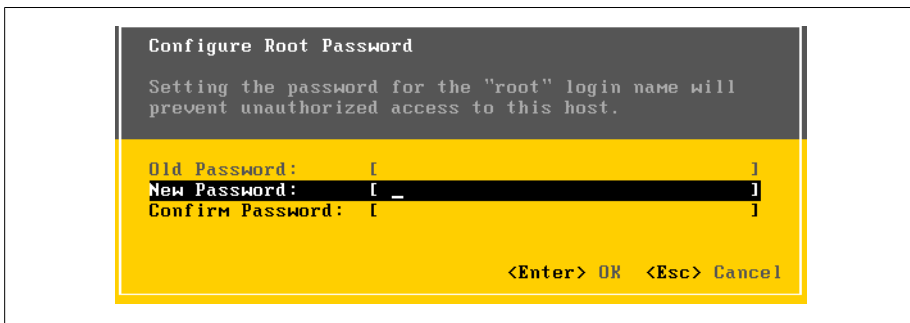 Configure Root Password
Setting the password for the "root" login name will
prevent unauthorized access to this host.
Old Password: [ ]
New Password: [ _ ]
Confirm Password: [ ]
<Enter> OK <Esc> Cancel